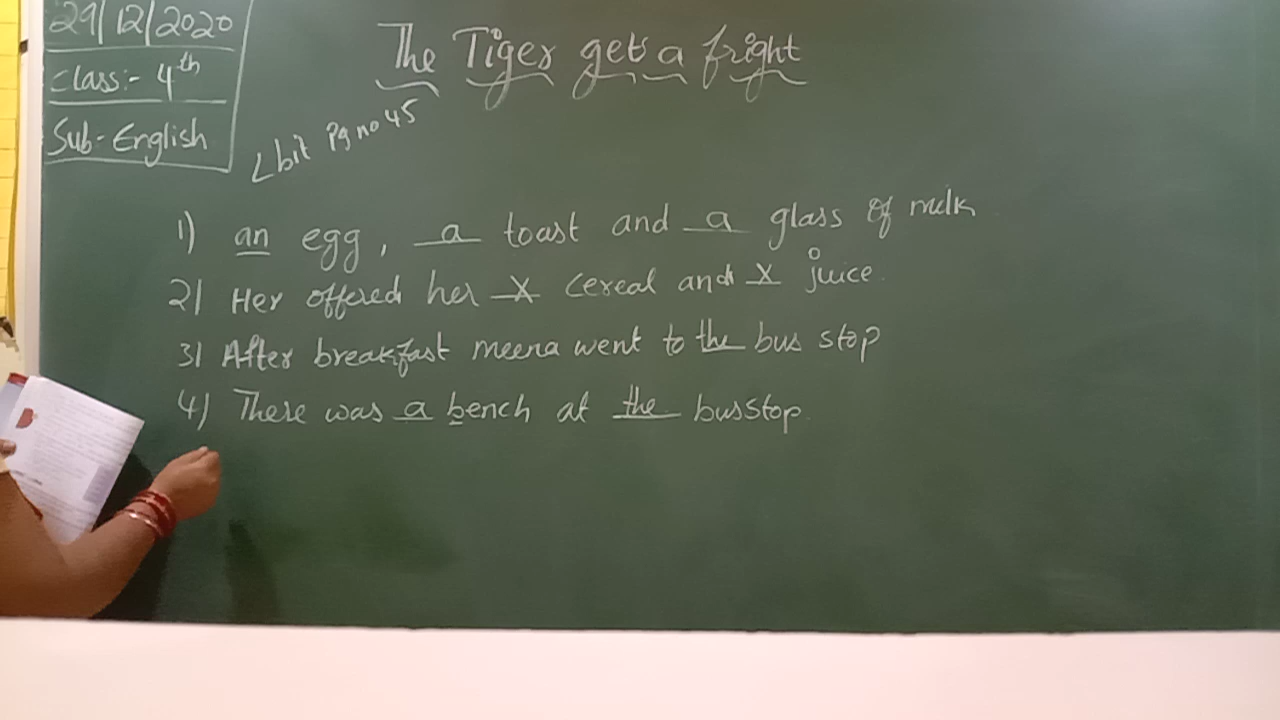 29/12/2020
Class:- 4th
Sub- English
The Tiger gets a fright
L bit Pg no 45
1) an egg, a toast and a glass of milk
2) Her offered her X cereal and X juice
3) After breakfast meena went to the bus stop
4) There was a bench at the busstop.